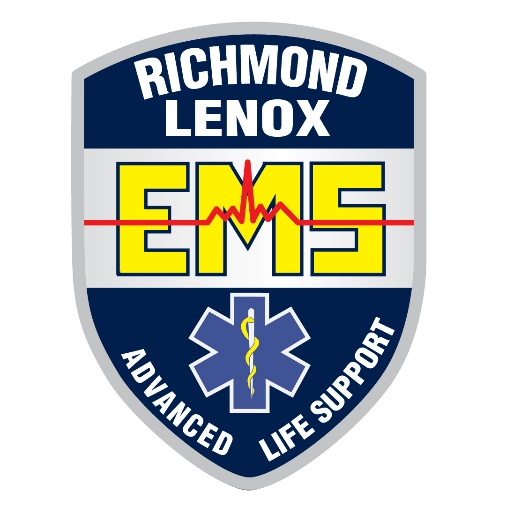 RICHMOND
LENOX
EMS
ADVANCED LIFE SUPPORT